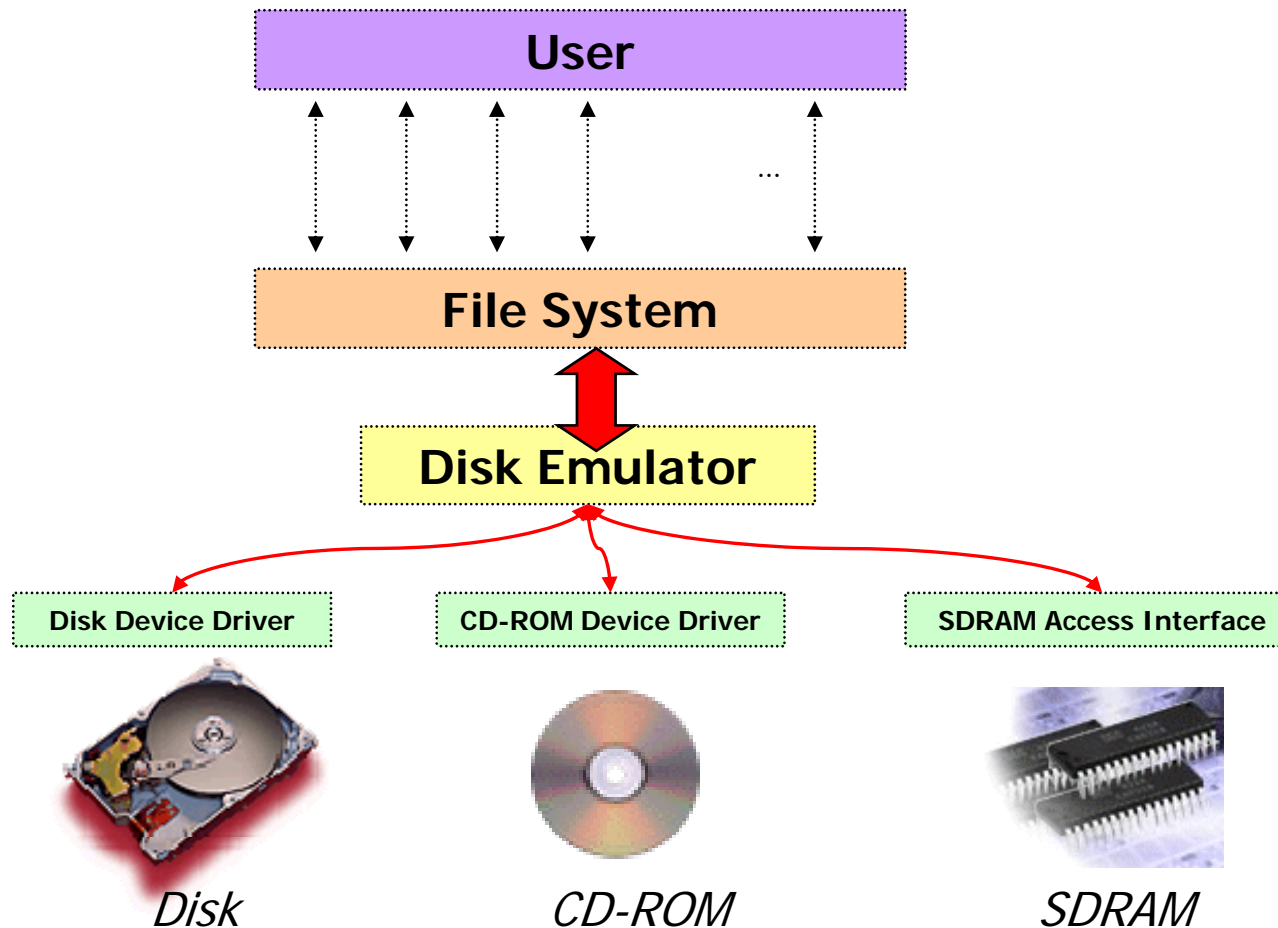 User
...
File System
Disk Emulator
Disk Device Driver
CD-ROM Device Driver
SDRAM Access Interface
Disk
CD-ROM
SDRAM